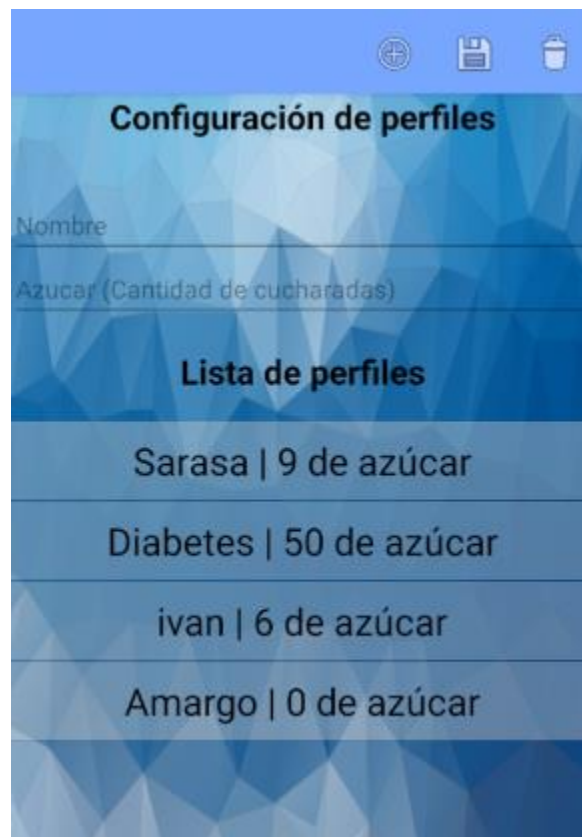 Configuración de perfiles
Nombre
Azucar (Cantidad de cucharadas)
Lista de perfiles
Sarasa | 9 de azúcar
Diabetes | 50 de azúcar
ivan | 6 de azúcar
Amargo | 0 de azúcar